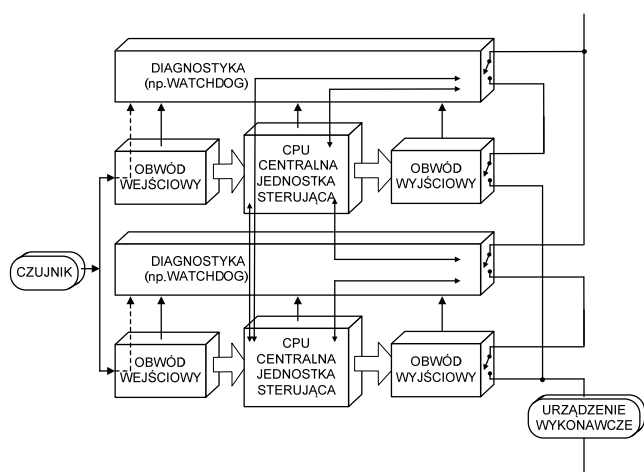 DIAGNOSTYKA
(np.WATCHDOG)
OBWÓD
WEJŚCIOWY
CPU
CENTRALNA
JEDNOSTKA
STERUJĄCA
OBWÓD
WYJŚCIOWY
CZUJNIK
DIAGNOSTYKA
(np.WATCHDOG)
OBWÓD
WEJŚCIOWY
CPU
CENTRALNA
JEDNOSTKA
STERUJĄCA
OBWÓD
WYJŚCIOWY
URZĄDZENIE
WYKONAWCZE